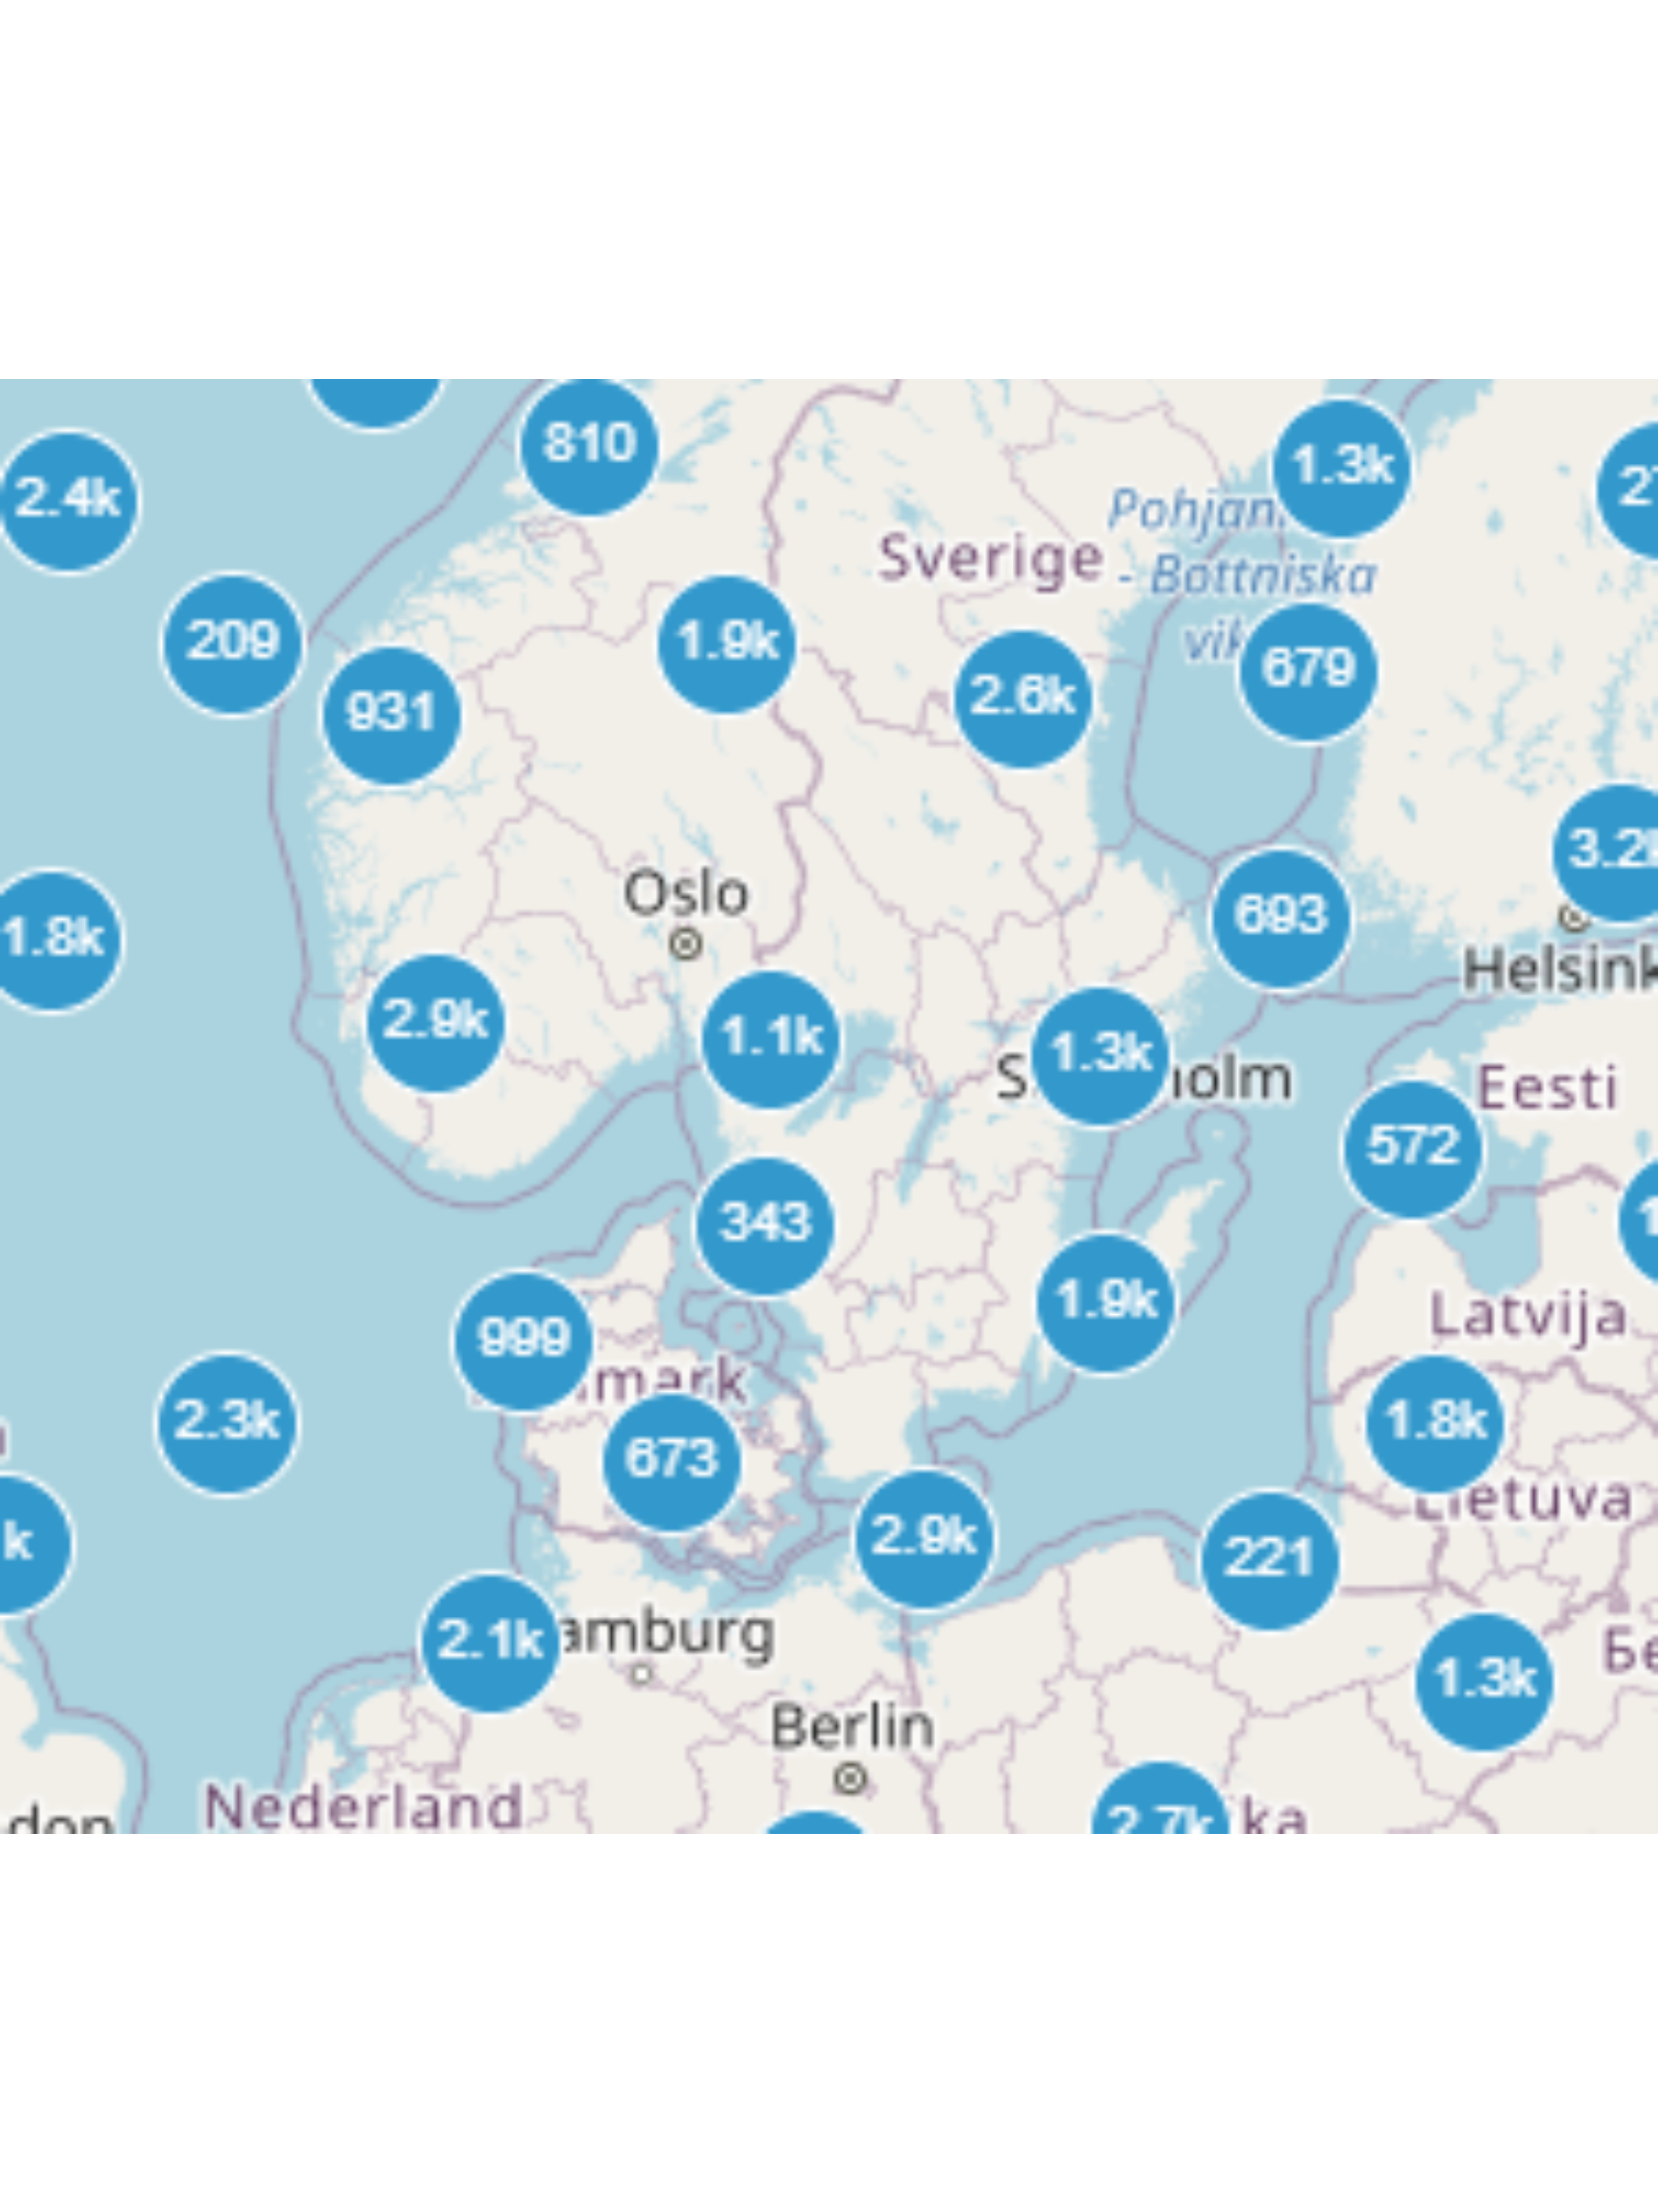 810
1.3k
2.4k
27
Pohjan
Sverige
- Bottniska
209
1.9k
vik
679
931
2.6k
3.2k
Oslo
693
1.8k
Helsink
2.9k
1.1k
1.3k
S holm
Eesti
572
343
1.9k
Latvija
999
mark
2.3k
1.8k
673
Lietuva
2.9k
k
221
2.1k
amburg
Бе
1.3k
Berlin
Nederland
2.7k
ka
don